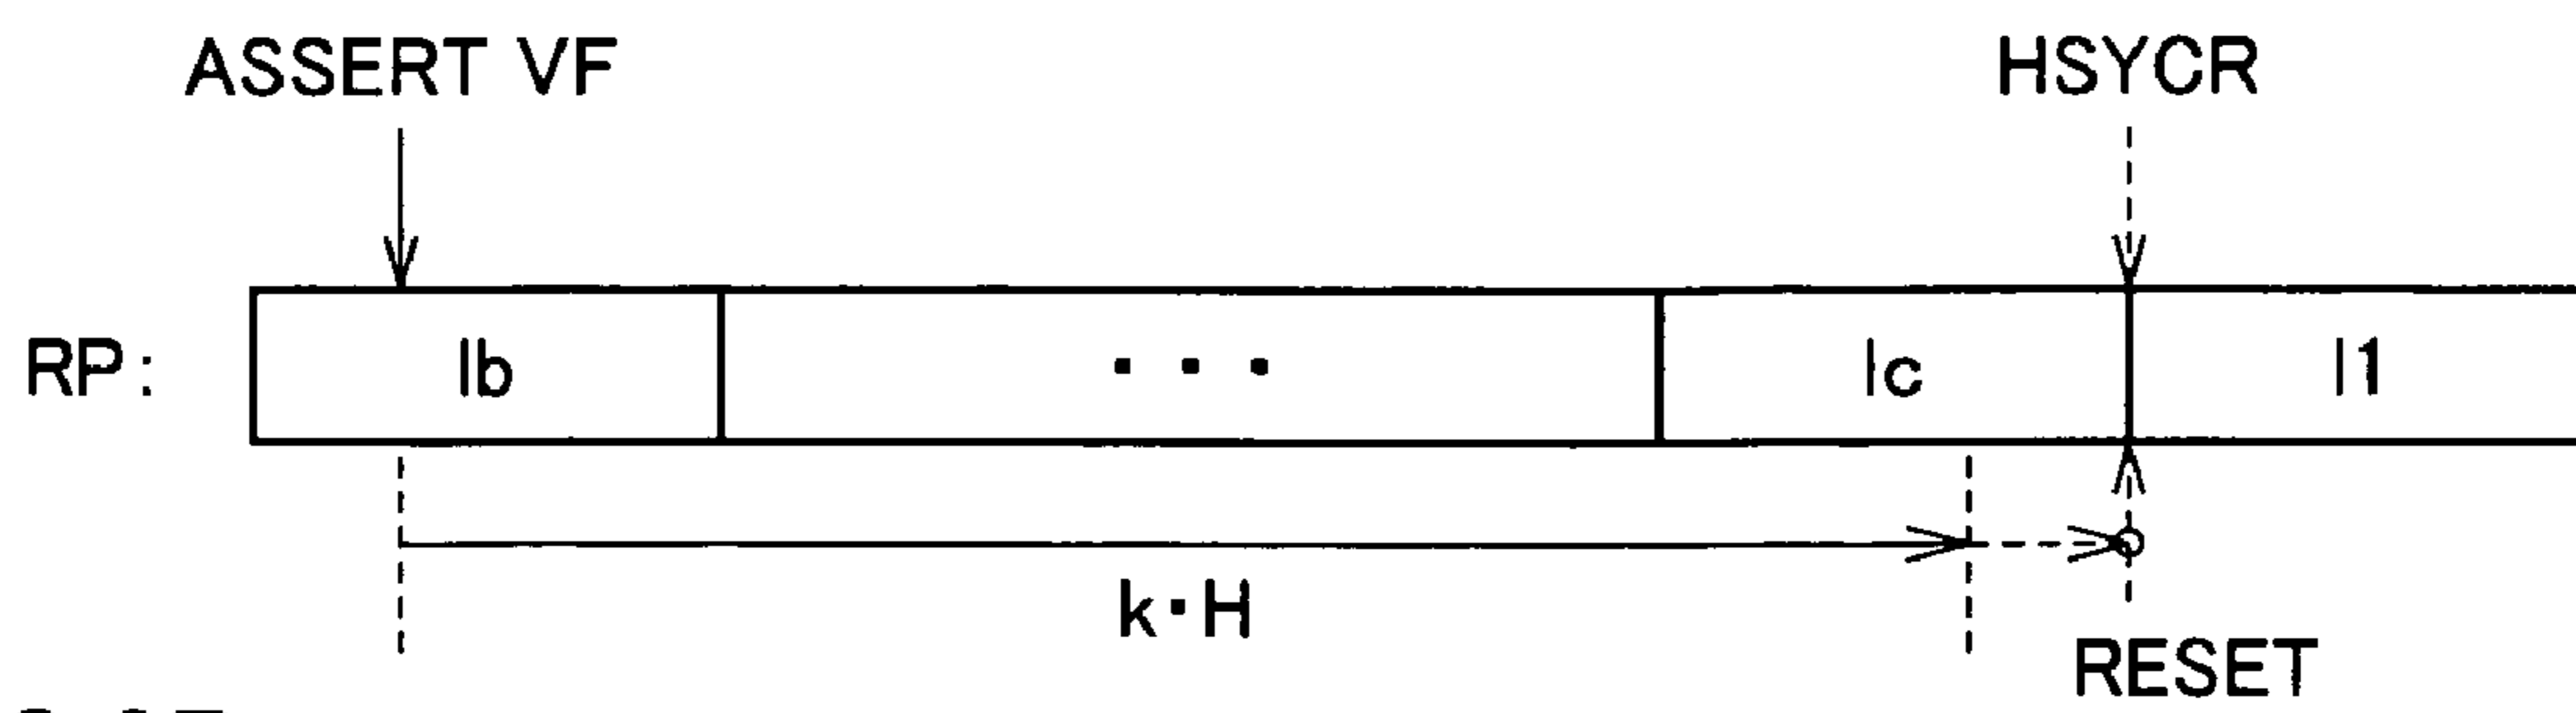 ASSERT VF HSYCR
RP: lb ... lc l1
k·H
RESET